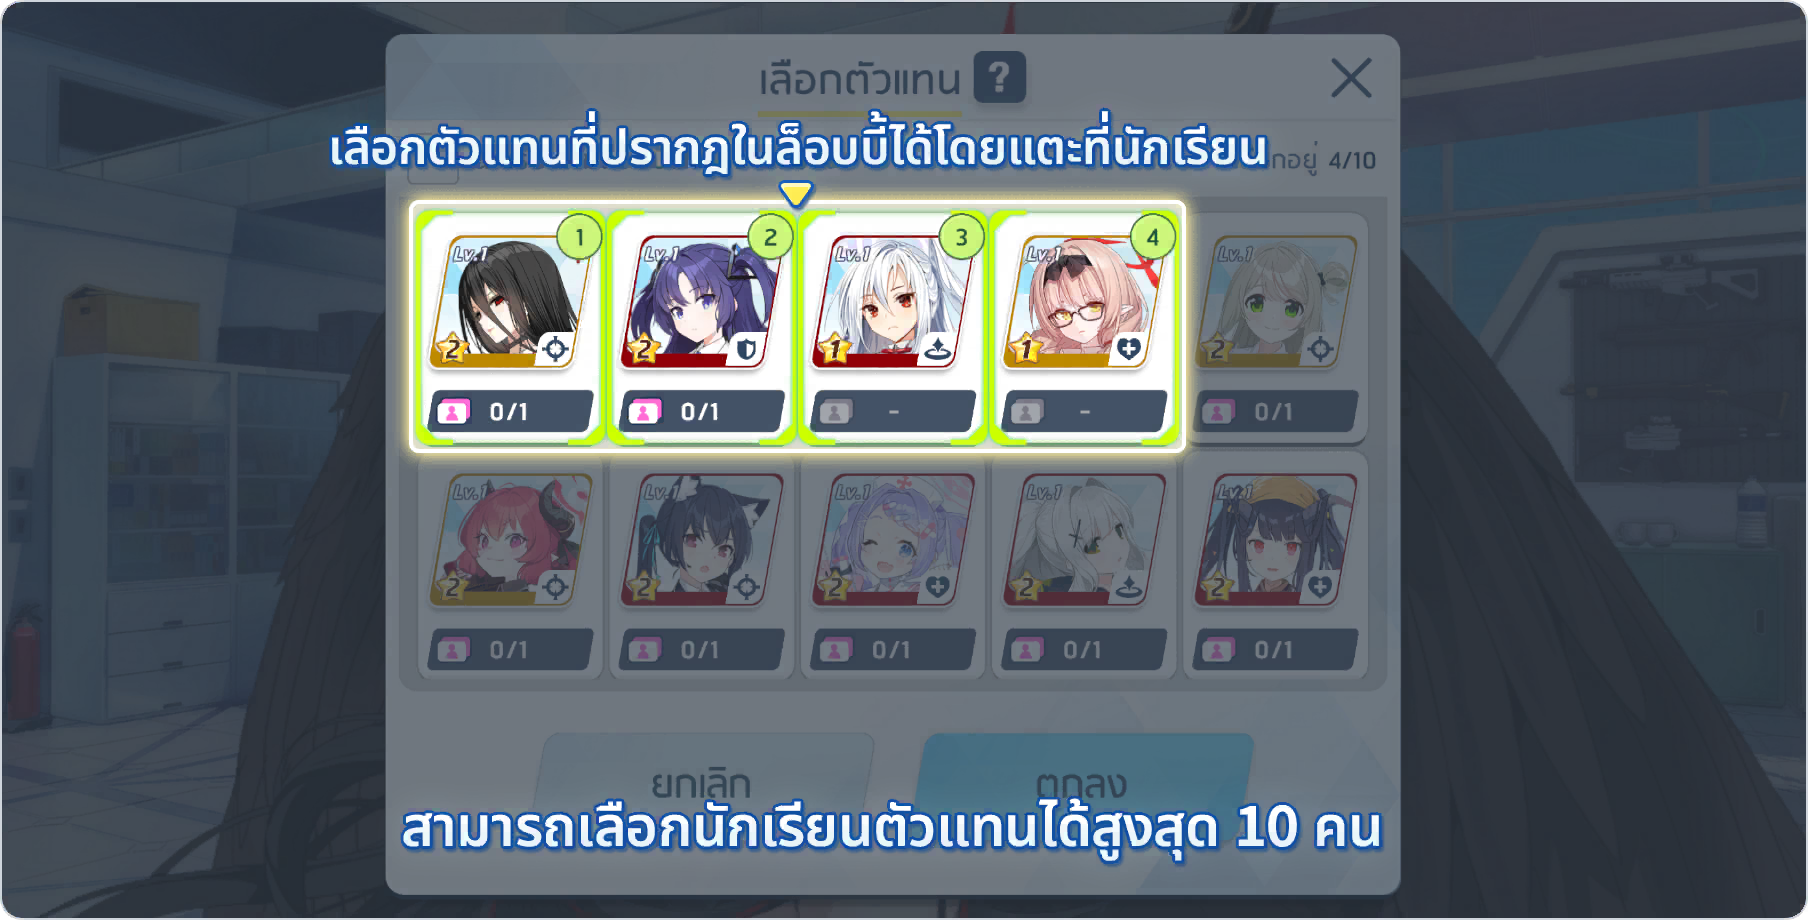 เลือกตัวแทน ?
เลือกตัวแทนที่ปรากฎในล็อบบี้ได้โดยแตะที่นักเรียน
กอยู่ 4/10
Lv.1 1 Lv.1 2 Lv.1 3 Lv.1 4 Lv.1
2 2 1 1 2
0/1 0/1 - - 0/1
Lv.1 Lv.1 Lv.1 Lv.1 Lv.1
2 2 2 2 2
0/1 0/1 0/1 0/1 0/1
ยกเลิก ตกลง
สามารถเลือกนักเรียนตัวแทนได้สูงสุด 10 คน